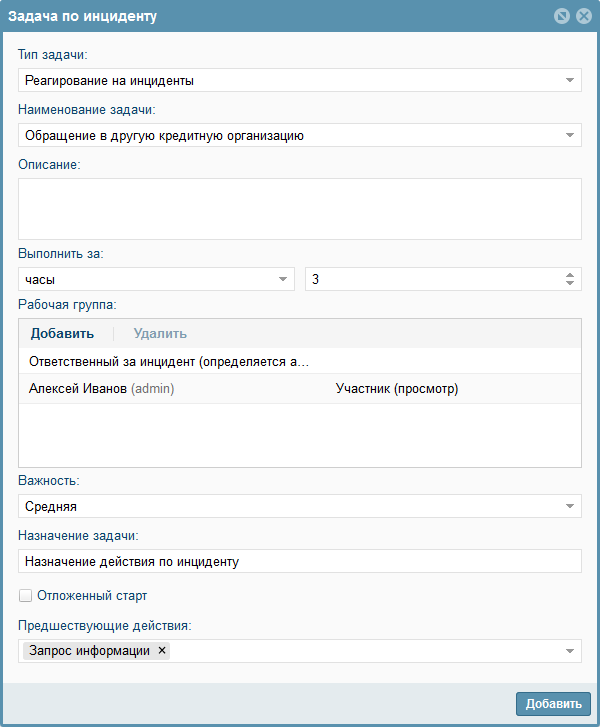 Задача по инциденту
Тип задачи:
Реагирование на инциденты
Наименование задачи:
Обращение в другую кредитную организацию
Описание:
Выполнить за:
часы 3
Рабочая группа:
Добавить Удалить
Ответственный за инцидент (определяется а...
Алексей Иванов (admin) Участник (просмотр)
Важность:
Средняя
Назначение задачи:
Назначение действия по инциденту
Отложенный старт
Предшествующие действия:
Запрос информации ×
Добавить